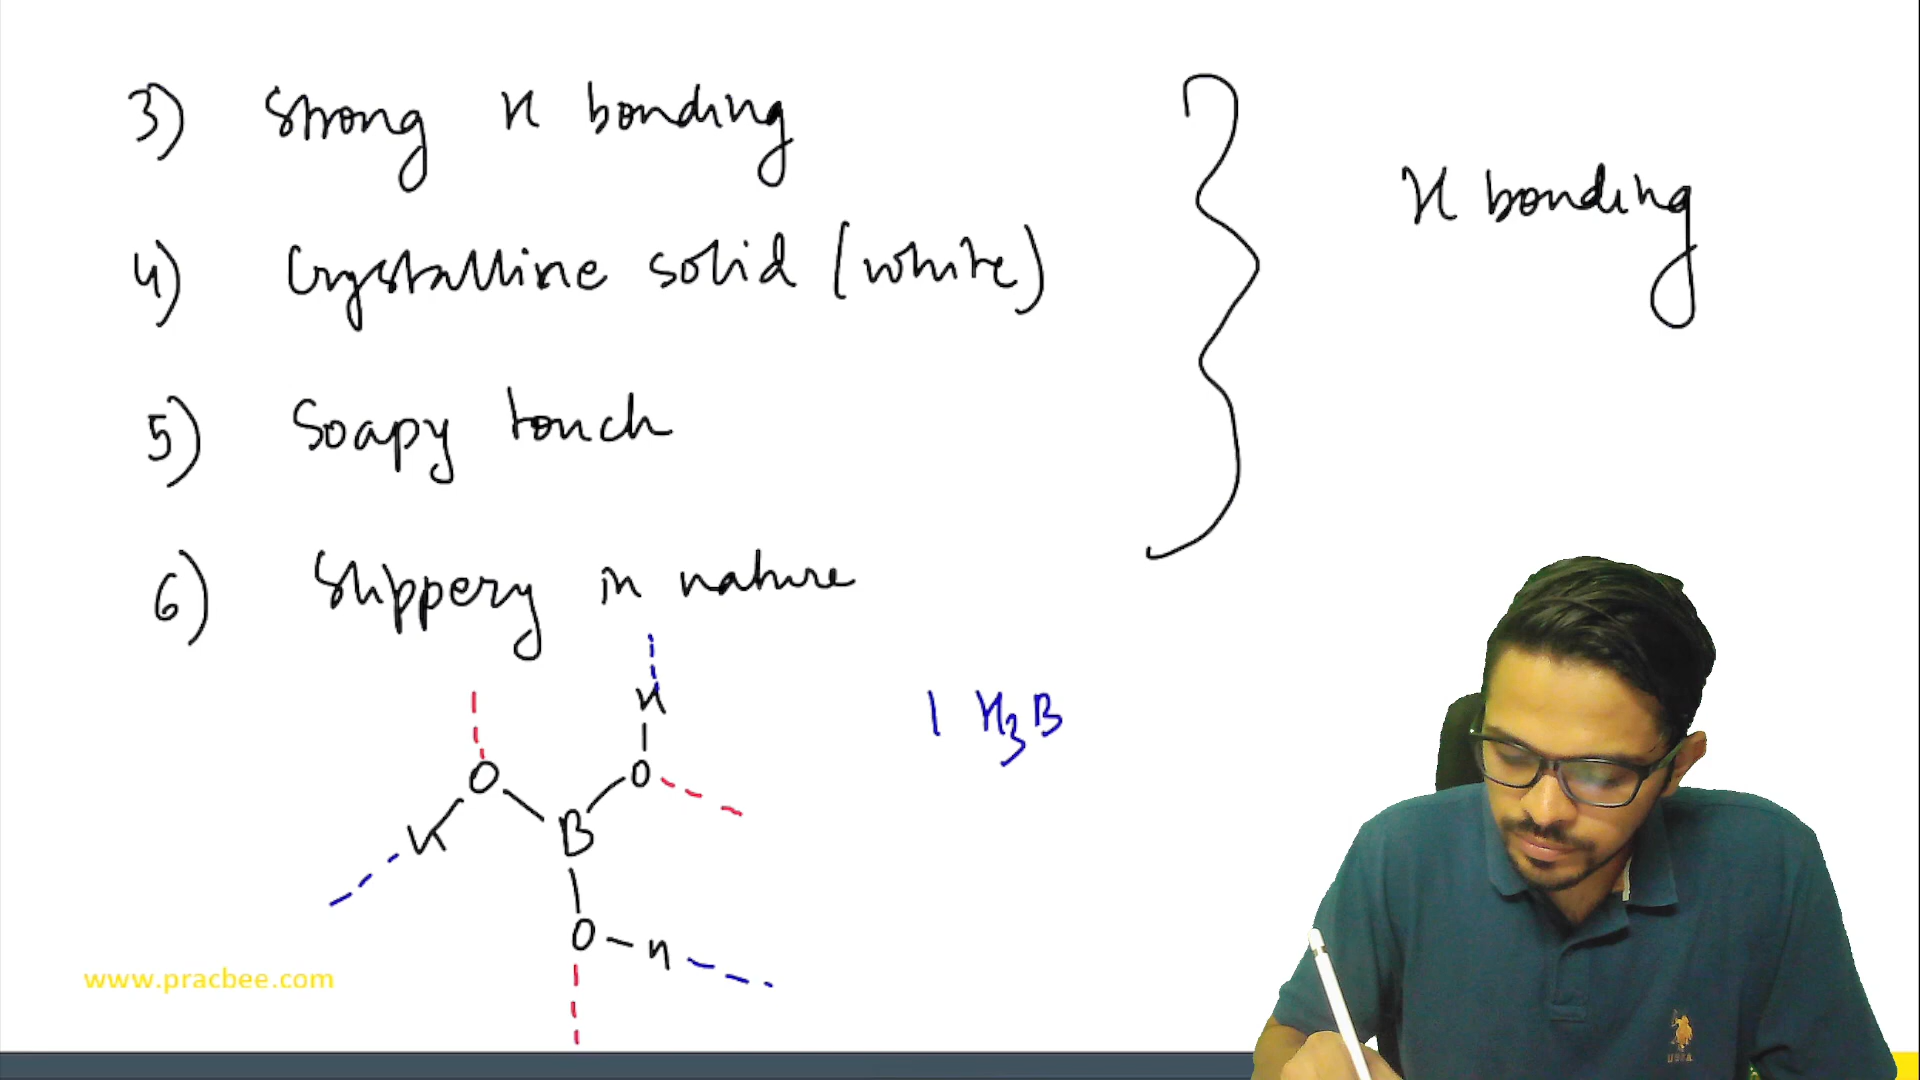 3) Strong H bonding
H bonding
4) Crystalline solid (white)
5) Soapy touch
6) Slippery in nature
H
1 H3B
O
O
H
B
O - H
www.pracbee.com
USPA